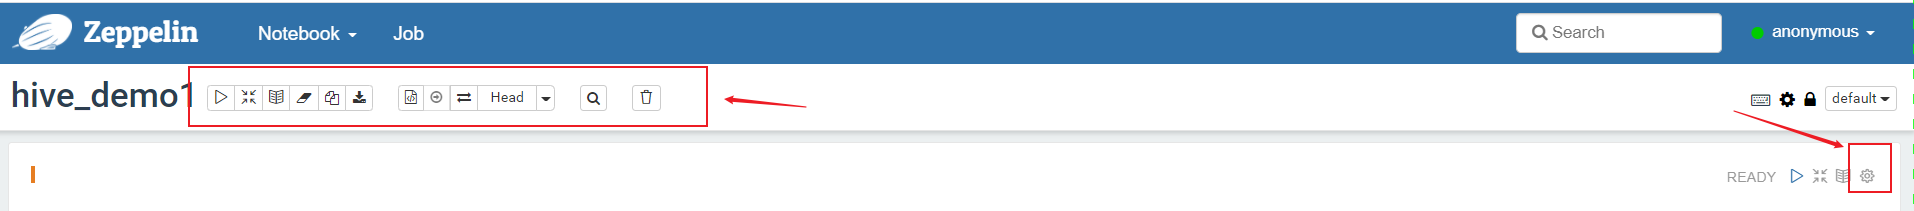 Zeppelin Notebook Job Search anonymous
hive_demo1 Head default
READY